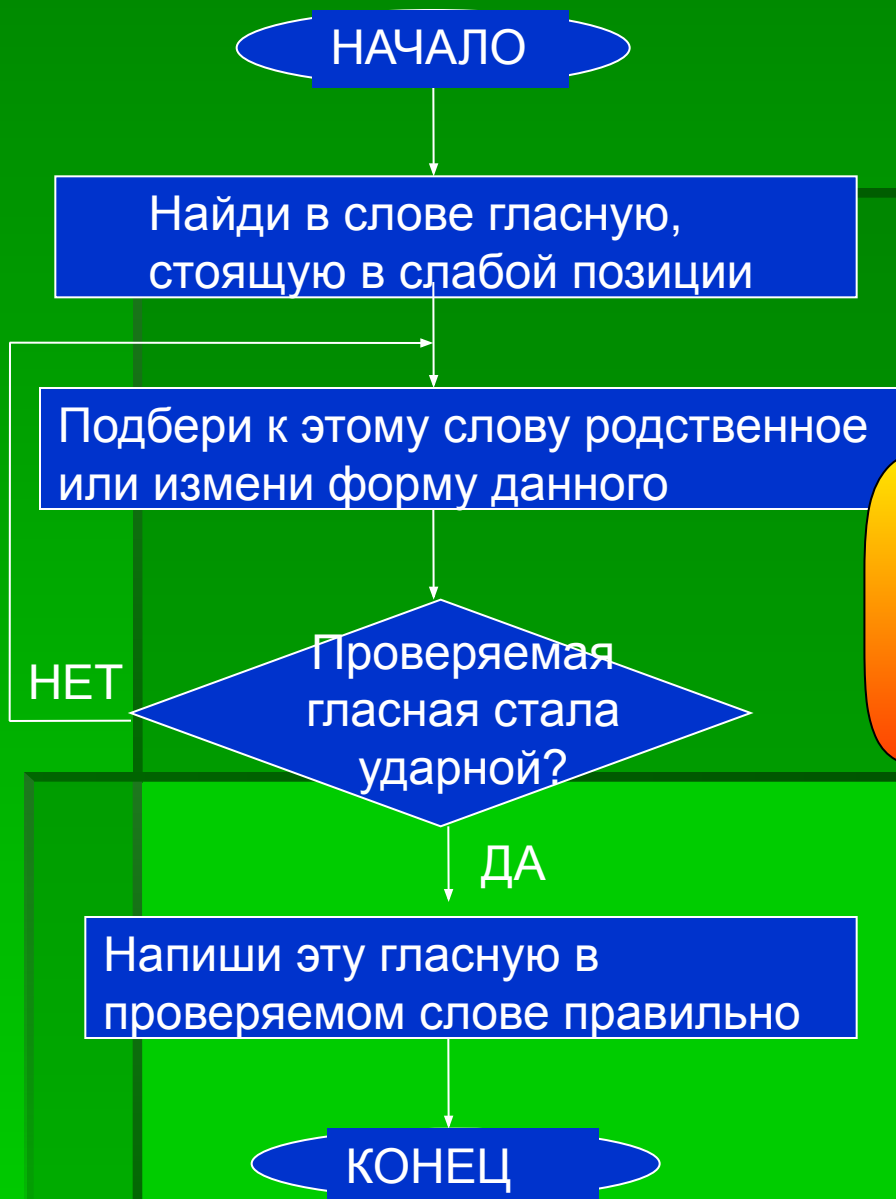 НАЧАЛО
Найди в слове гласную,
стоящую в слабой позиции
Подбери к этому слову родственное
или измени форму данного
Проверяемая
гласная стала
ударной?
НЕТ
ДА
Напиши эту гласную в
проверяемом слове правильно
КОНЕЦ